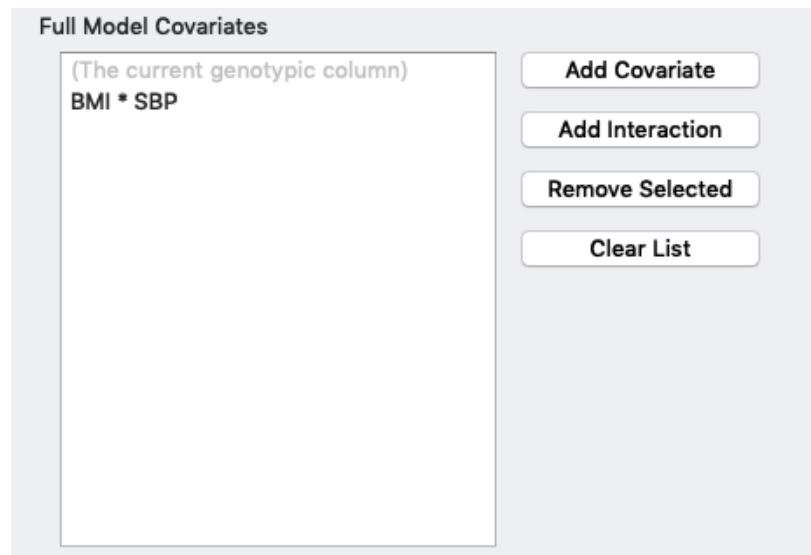 Full Model Covariates
(The current genotypic column)
BMI * SBP
Add Covariate
Add Interaction
Remove Selected
Clear List